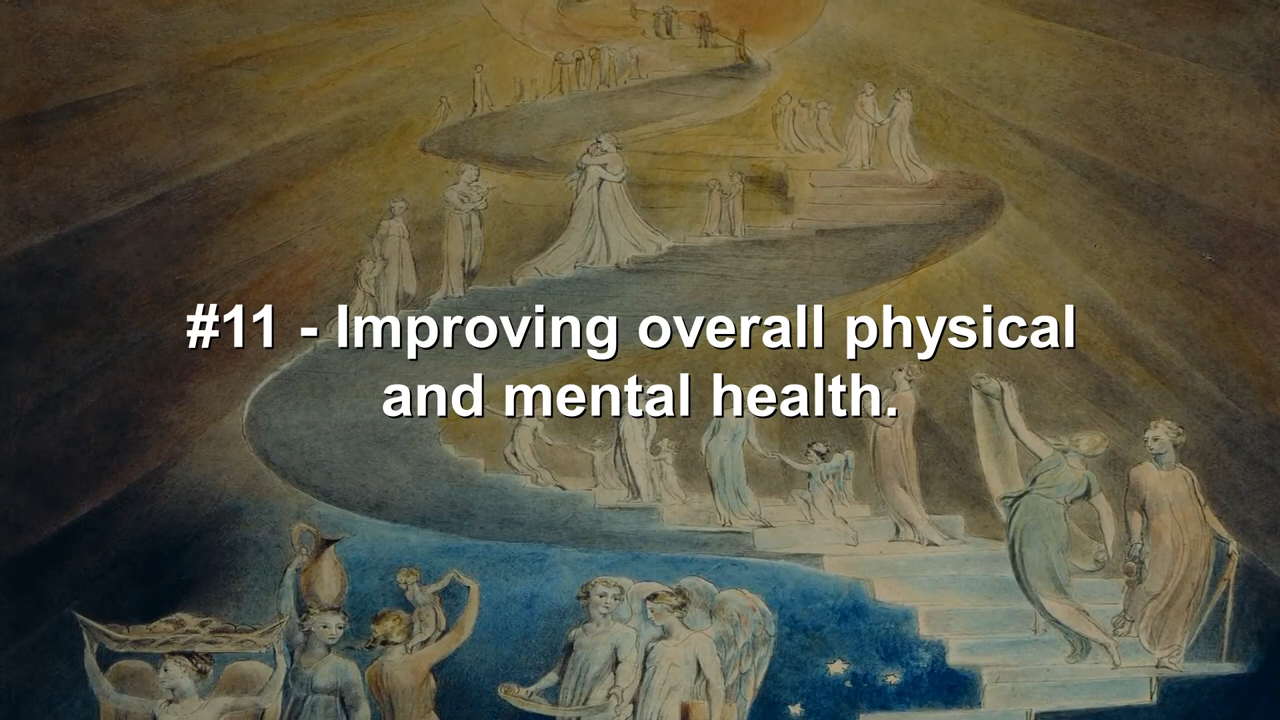 #11 - Improving overall physical
and mental health.